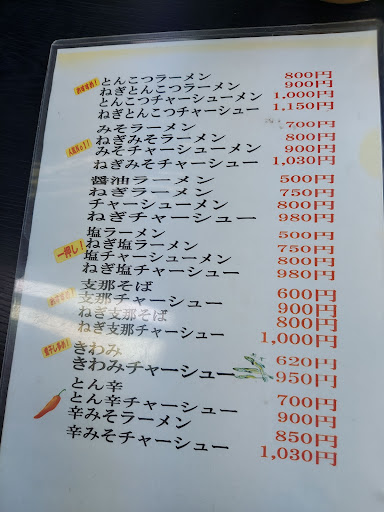 とんこつラーメン 800円
ねぎとんこつラーメン 900円
とんこつチャーシューメン 1,000円
ねぎとんこつチャーシュー 1,150円
みそラーメン 700円
ねぎみそラーメン 800円
みそチャーシューメン 900円
ねぎみそチャーシュー 1,030円
醤油ラーメン 500円
ねぎラーメン 750円
チャーシューメン 800円
ねぎチャーシュー 980円
塩ラーメン 500円
一押し!
ねぎ塩ラーメン 750円
塩チャーシューメン 800円
ねぎ塩チャーシュー 980円
支那そば 600円
支那チャーシュー 900円
ねぎ支那そば 800円
ねぎ支那チャーシュー 1,000円
きわみ 620円
きわみチャーシュー 950円
とん辛 700円
とん辛チャーシュー 900円
辛みそラーメン 850円
辛みそチャーシュー 1,030円